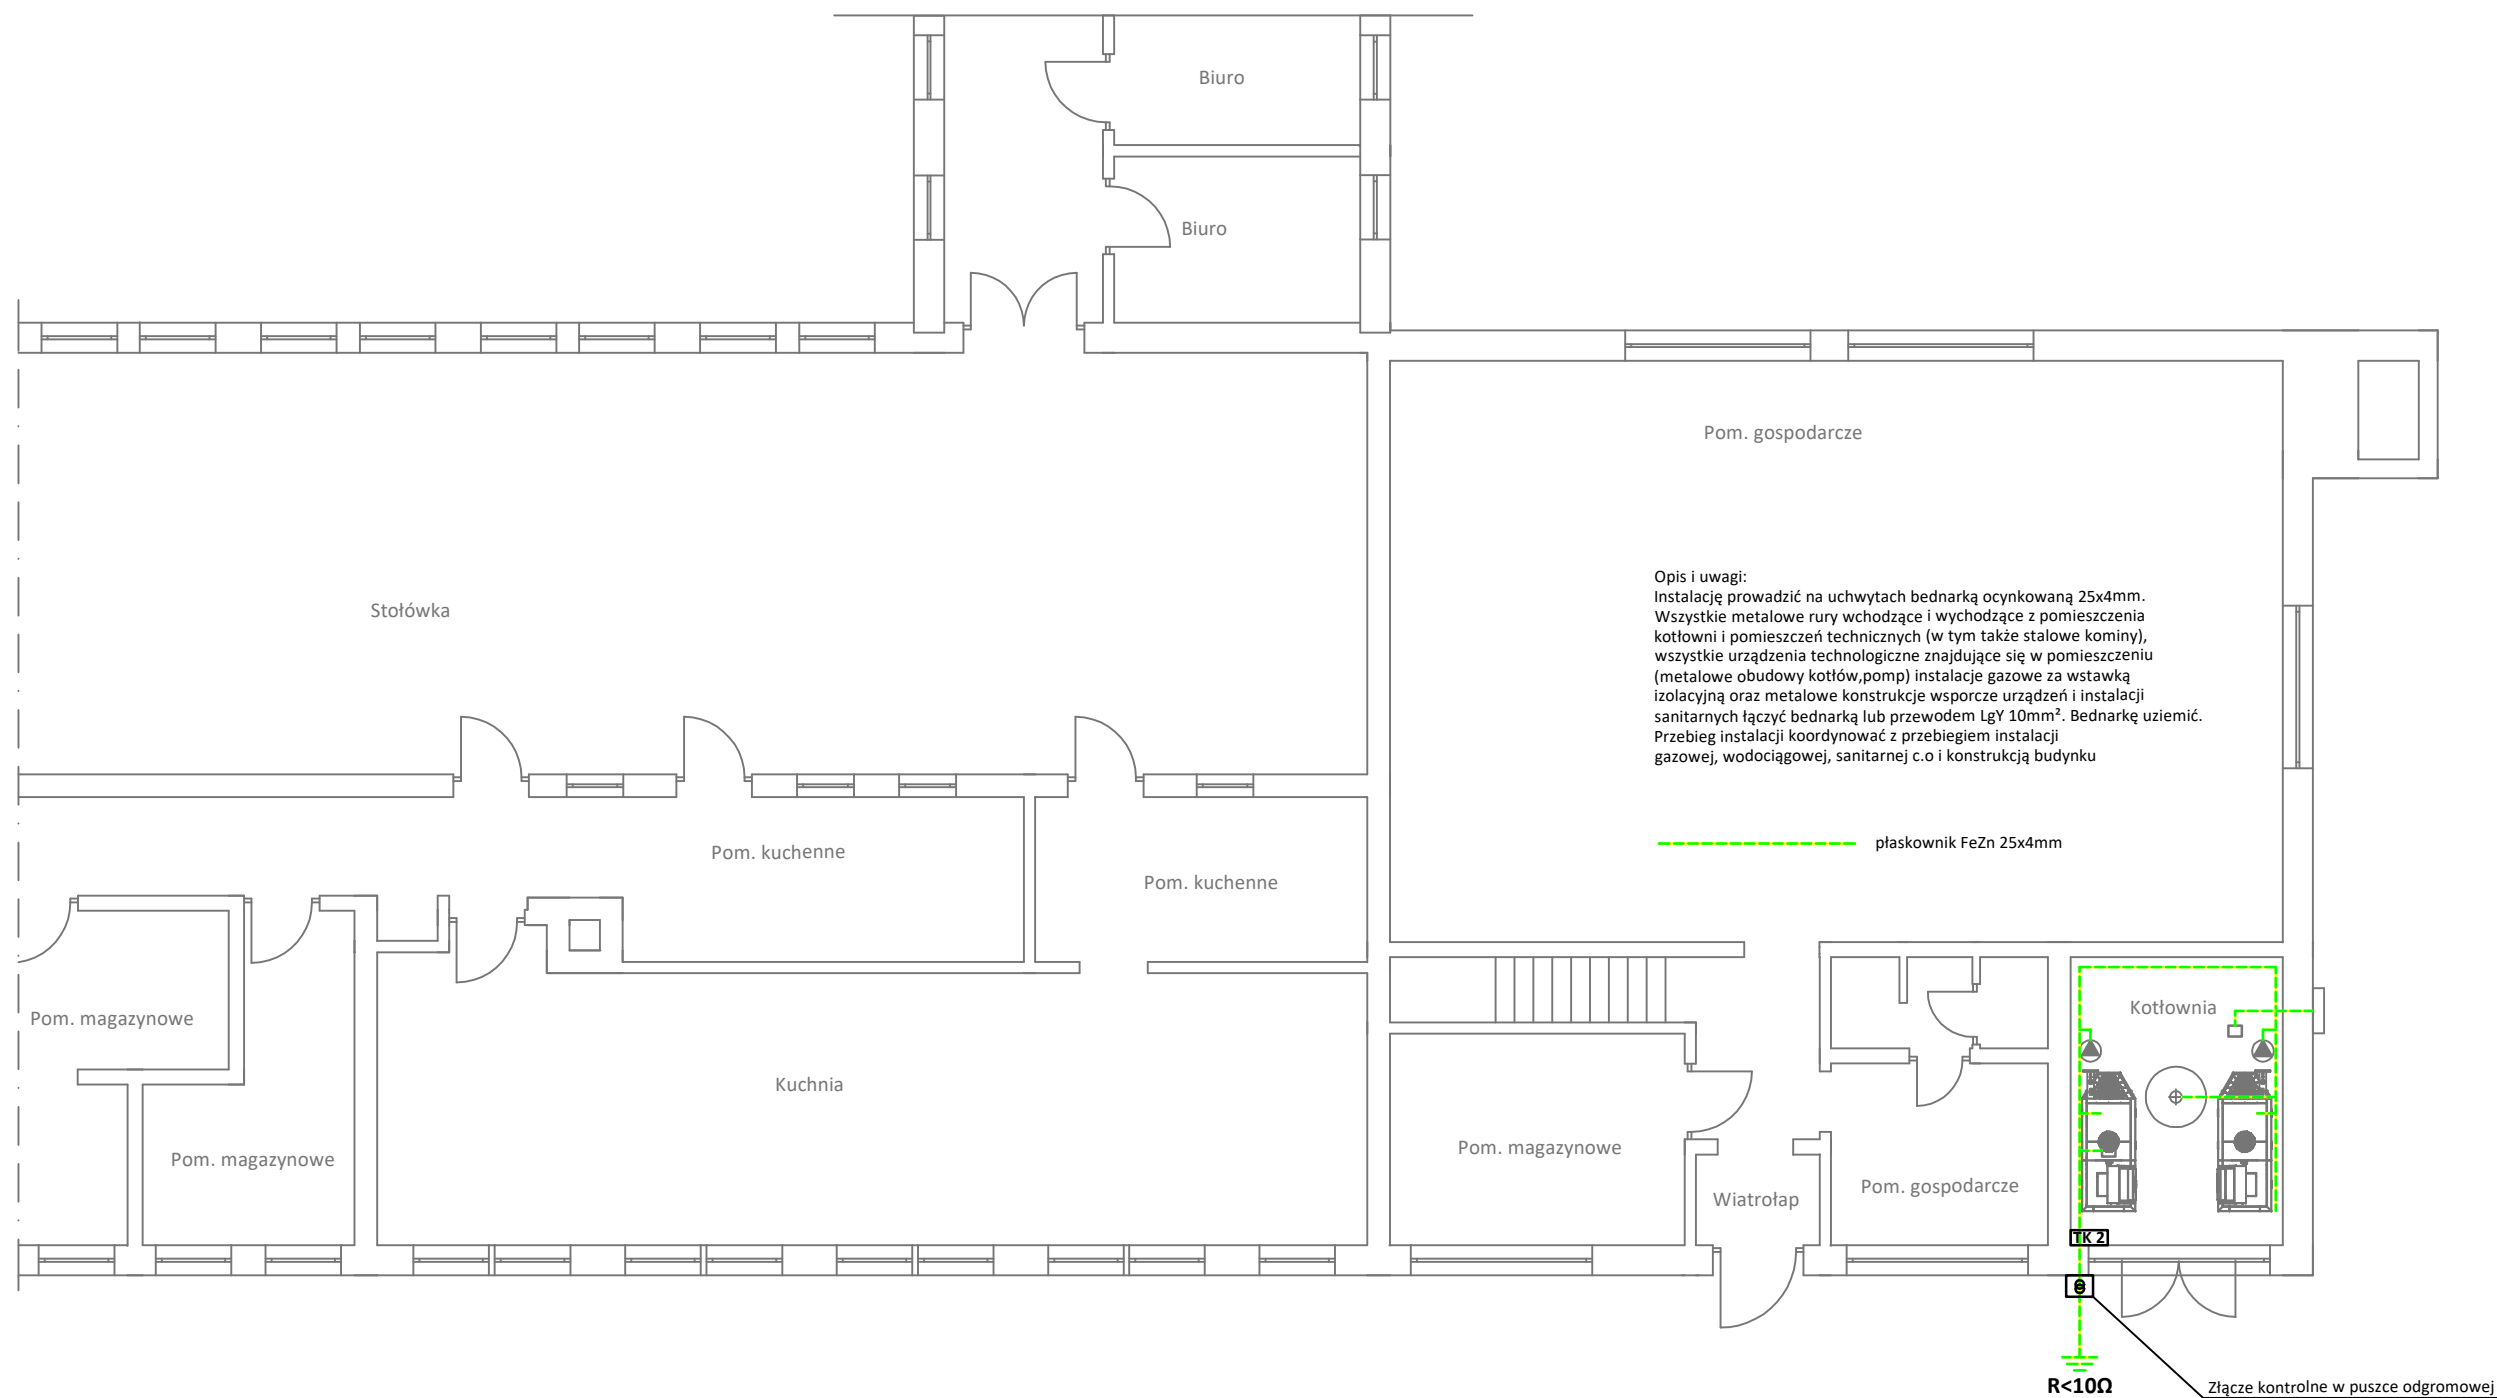 Biuro
Biuro
Pom. gospodarcze
Stołówka
Opis i uwagi:
Instalację prowadzić na uchwytach bednarką ocynkowaną 25x4mm.
Wszystkie metalowe rury wchodzące i wychodzące z pomieszczenia
kotłowni i pomieszczeń technicznych (w tym także stalowe kominy),
wszystkie urządzenia technologiczne znajdujące się w pomieszczeniu
(metalowe obudowy kotłów,pomp) instalacje gazowe za wstawką
izolacyjną oraz metalowe konstrukcje wsporcze urządzeń i instalacji
sanitarnych łączyć bednarką lub przewodem LgY 10mm². Bednarkę uziemić.
Przebieg instalacji koordynować z przebiegiem instalacji
gazowej, wodociągowej, sanitarnej c.o i konstrukcją budynku
płaskownik FeZn 25x4mm
Pom. kuchenne
Pom. kuchenne
Pom. magazynowe
Kotłownia
Kuchnia
Pom. magazynowe
Pom. magazynowe
Wiatrołap
Pom. gospodarcze
TK 2
R<10Ω
Złącze kontrolne w puszce odgromowej